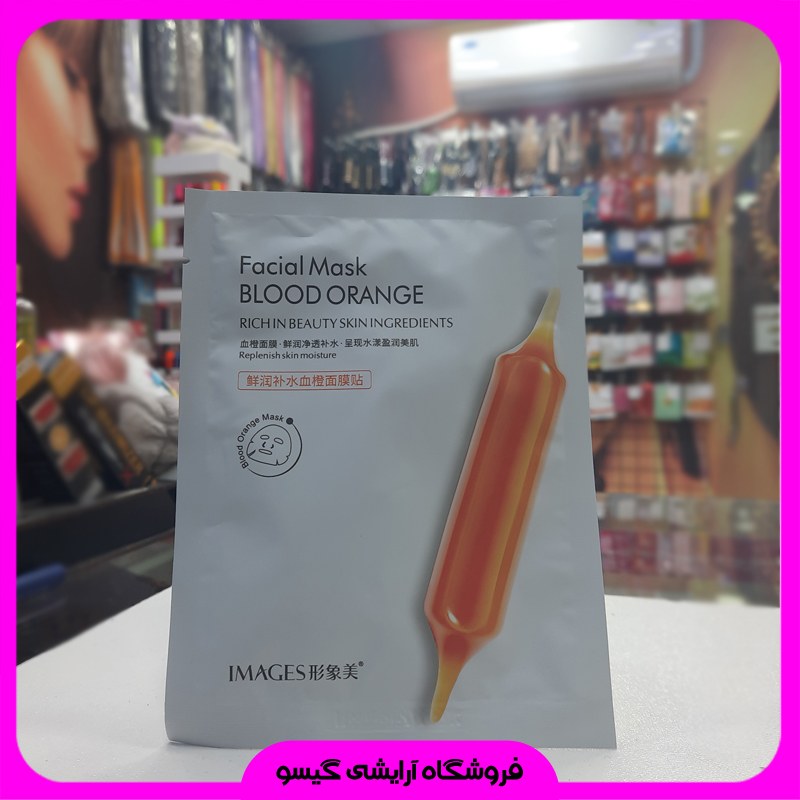 Facial Mask
BLOOD ORANGE
RICH IN BEAUTY SKIN INGREDIENTS
血橙面膜·鲜润净透补水·呈现水漾盈润美肌
Replenish skin moisture
鲜润补水血橙面膜贴
Blood Orange Mask
IMAGES形象美®
فروشگاه آرایشی گیسو